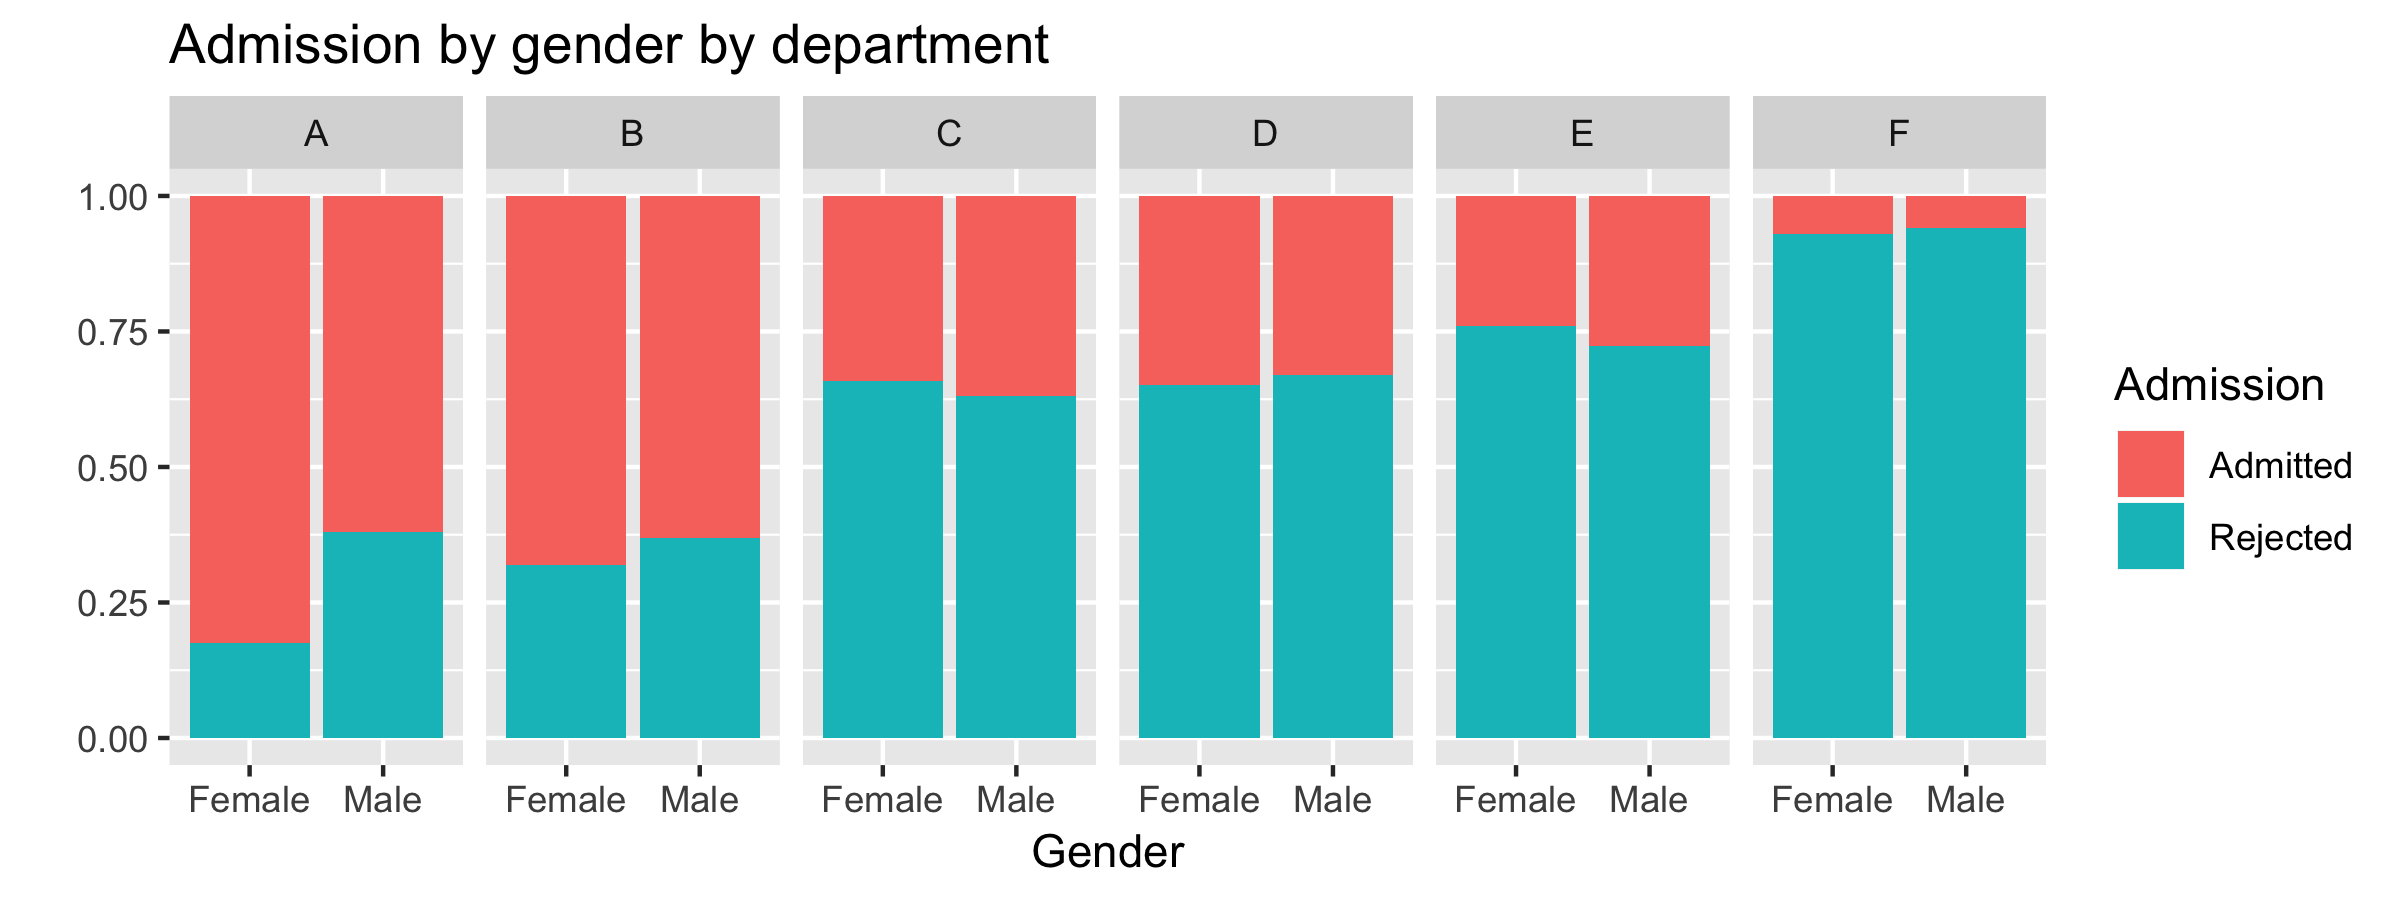 Admission by gender by department
A B C D E F
1.00
0.75
0.50
0.25
0.00
Female Male Female Male Female Male Female Male Female Male Female Male
Gender
Admission
Admitted
Rejected